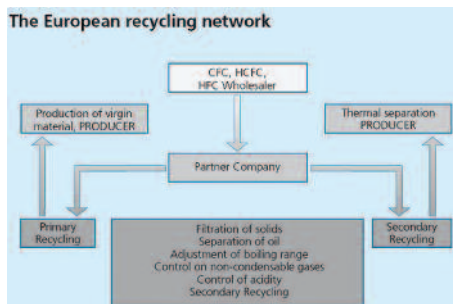 The European recycling network
CFC, HCFC,
HFC Wholesaler
Production of virgin
material, PRODUCER
Thermal separation
PRODUCER
Partner Company
Primary
Recycling
Secondary
Recycling
Filtration of solids
Separation of oil
Adjustment of boiling range
Control on non-condensable gases
Control of acidity
Secondary Recycling